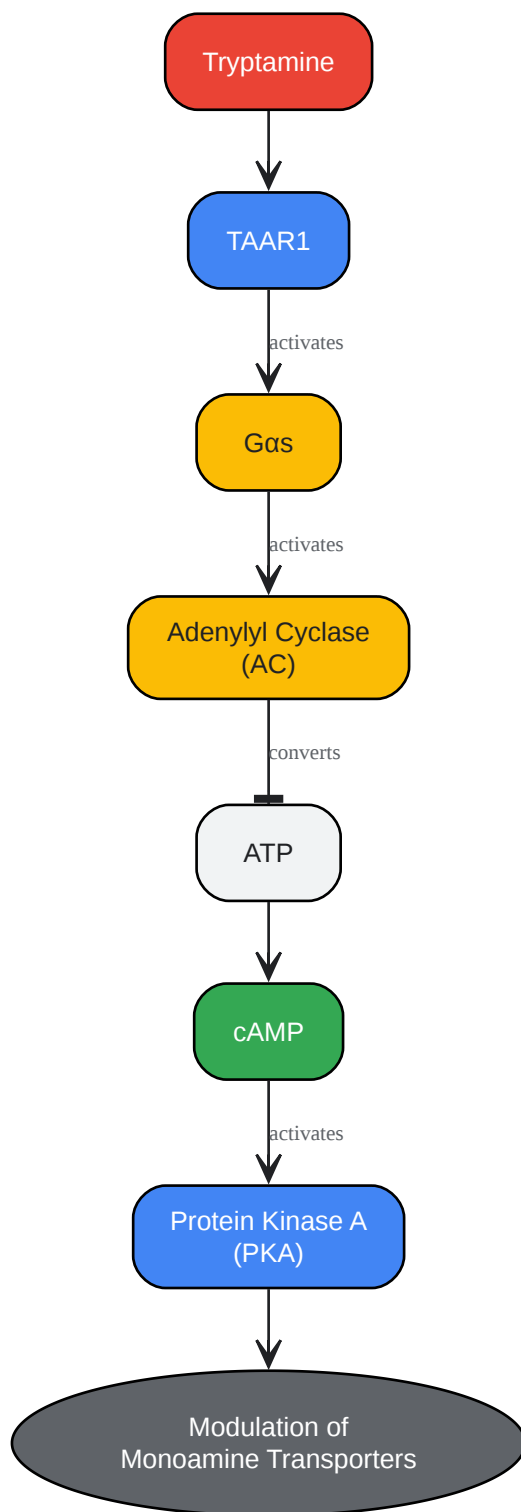 Tryptamine
TAAR1
activates
Gαs
activates
Adenylyl Cyclase
(AC)
converts
ATP
cAMP
activates
Protein Kinase A
(PKA)
Modulation of
Monoamine Transporters